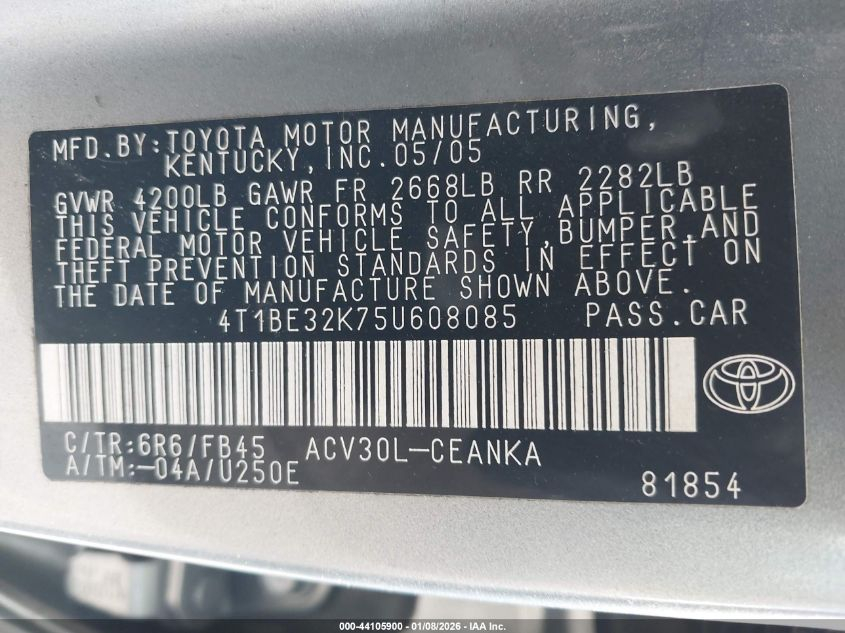 MFD.BY:TOYOTA MOTOR MANUFACTURING,
KENTUCKY,INC.05/05
GVWR 4200LB GAWR FR 2668LB RR 2282LB
THIS VEHICLE CONFORMS TO ALL APPLICABLE
FEDERAL MOTOR VEHICLE SAFETY,BUMPER,AND
THEFT PREVENTION STANDARDS IN EFFECT ON
THE DATE OF MANUFACTURE SHOWN ABOVE.
4T1BE32K75U608085 PASS.CAR
C/TR:6R6/FB45 ACV30L-CEANKA
A/TM:-04A/U250E
81854
000-44105900 - 01/08/2026 - IAA Inc.